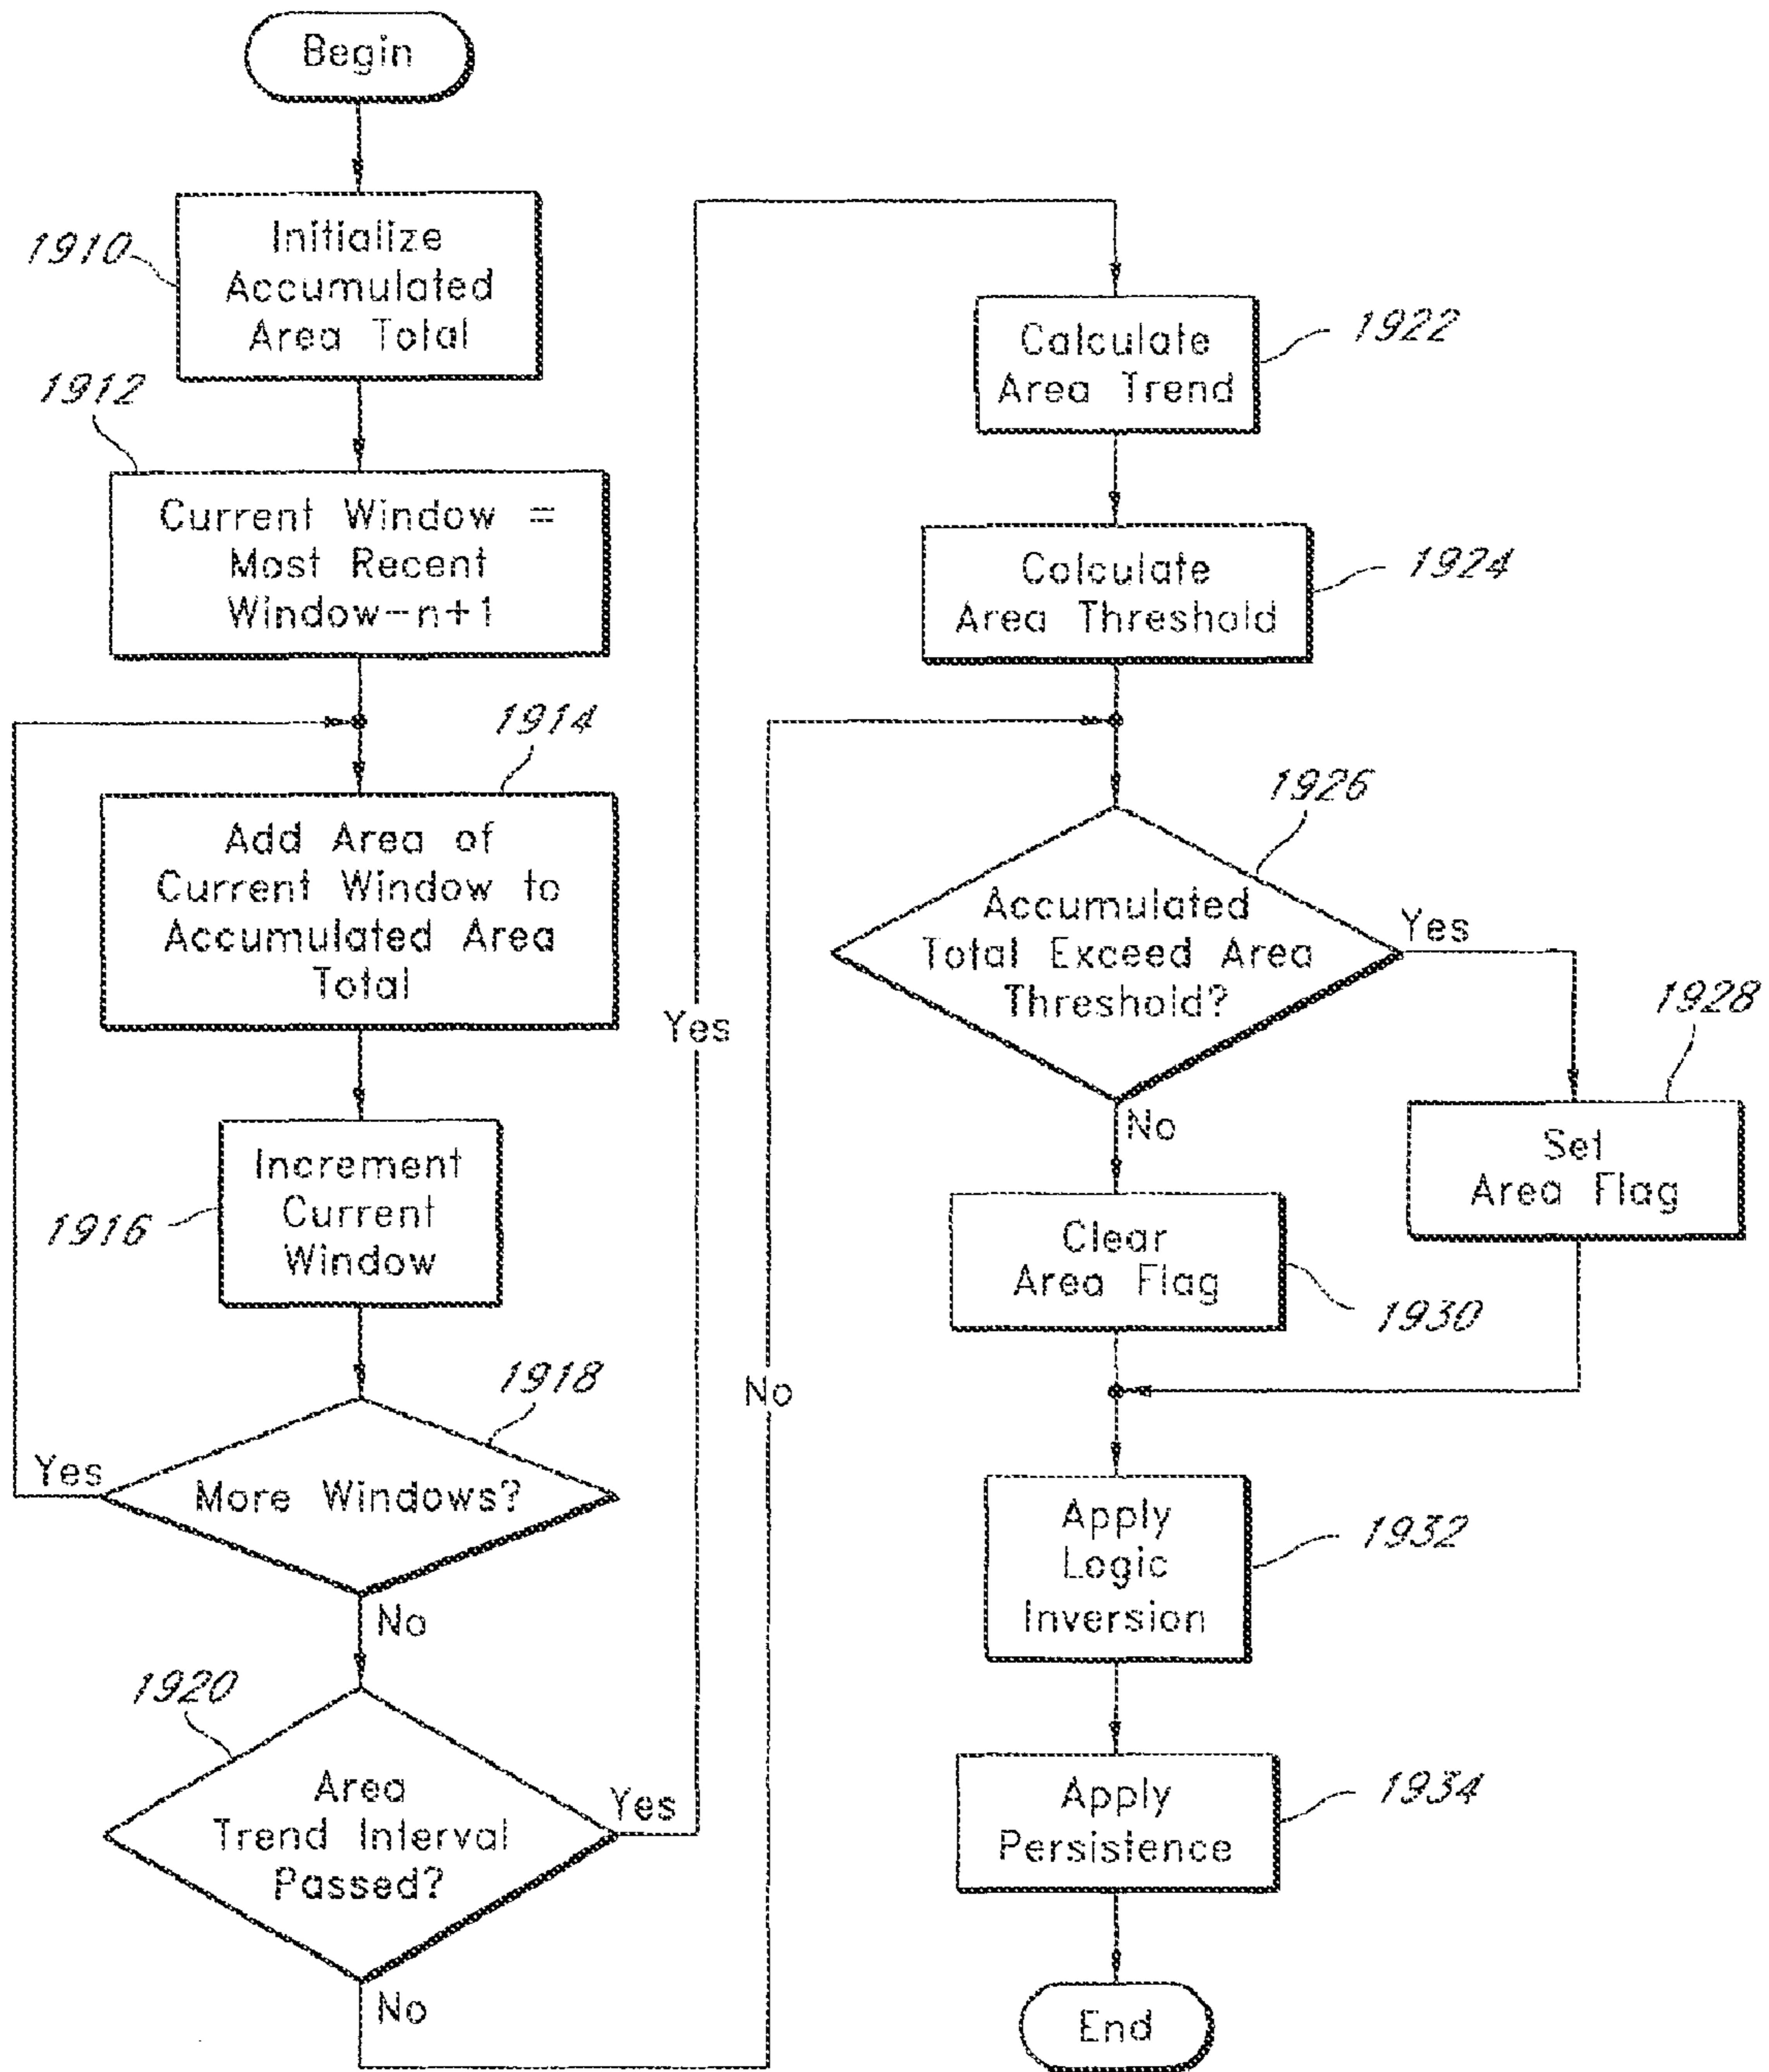 Begin
1910
Initialize
Accumulated
Area Total
1912
Current Window =
Most Recent
Window-n+1
1914
Add Area of
Current Window to
Accumulated Area
Total
1916
Increment
Current
Window
1918
More Windows?
Yes
No
1920
Area
Trend Interval
Passed?
Yes
No
Yes
No
1922
Calculate
Area Trend
1924
Calculate
Area Threshold
1926
Accumulated
Total Exceed Area
Threshold?
Yes
No
1928
Set
Area Flag
Clear
Area Flag
1930
Apply
Logic
Inversion
1932
Apply
Persistence
1934
End